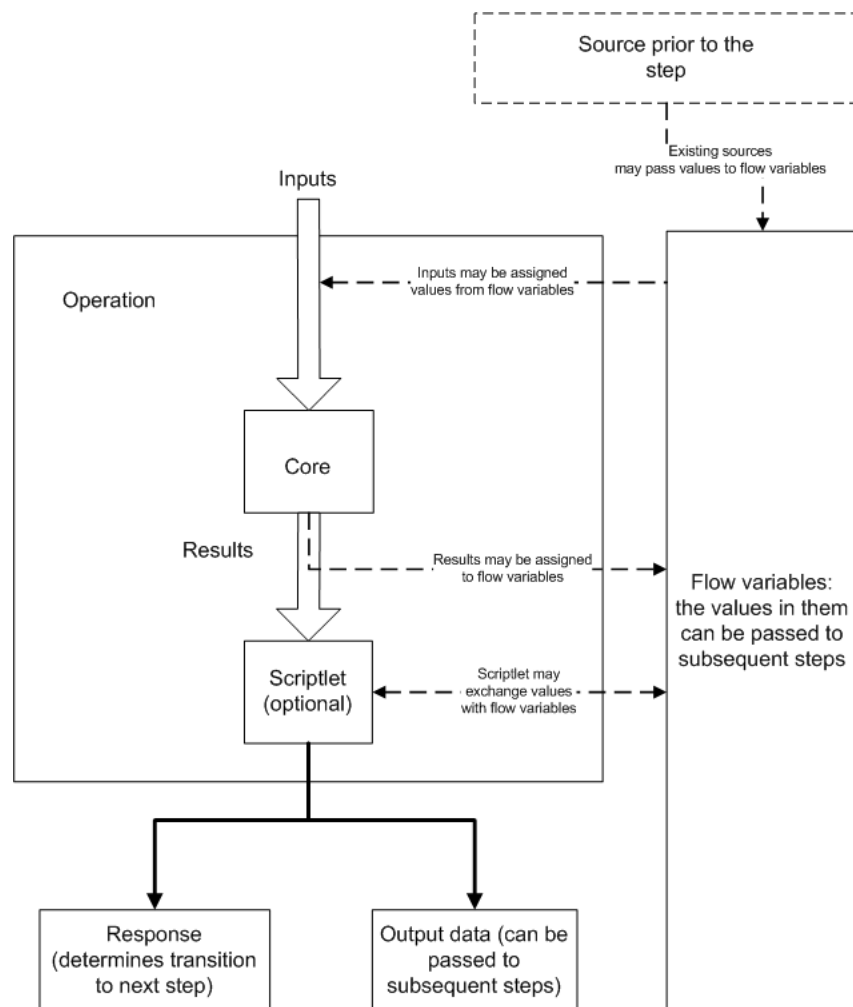 Source prior to the
step
Existing sources
may pass values to flow variables
Inputs
Inputs may be assigned
values from flow variables
Operation
Core
Results
Results may be assigned
to flow variables
Flow variables:
the values in them
can be passed to
subsequent steps
Scriptlet
(optional)
Scriptlet may
exchange values
with flow variables
Response
(determines transition
to next step)
Output data (can be
passed to
subsequent steps)